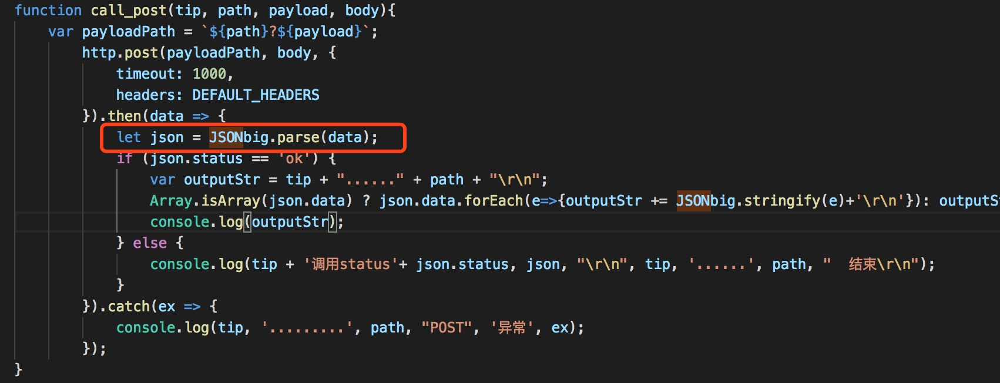 function call_post(tip, path, payload, body){
var payloadPath = `${path}?${payload}`;
http.post(payloadPath, body, {
timeout: 1000,
headers: DEFAULT_HEADERS
}).then(data => {
let json = JSONbig.parse(data);
if (json.status == 'ok') {
var outputStr = tip + "......" + path + "\r\n";
Array.isArray(json.data) ? json.data.forEach(e=>{outputStr += JSONbig.stringify(e)+'\r\n'}): outputS
console.log(outputStr);
} else {
console.log(tip + '调用status'+ json.status, json, "\r\n", tip, '......', path, "  结束\r\n");
}
}).catch(ex => {
console.log(tip, '.........', path, "POST", '异常', ex);
});
}